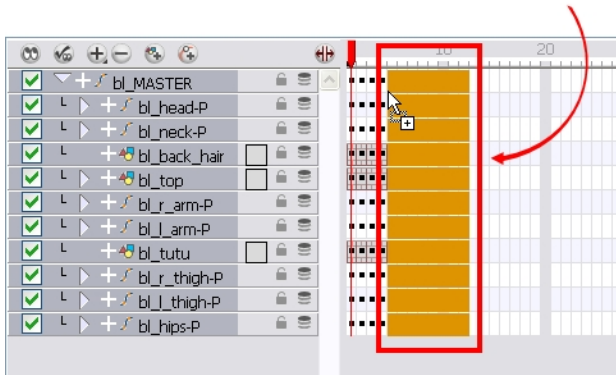 10 20
bl_MASTER
bl_head-P
bl_neck-P
bl_back_hair
bl_top
bl_r_arm-P
bl_l_arm-P
bl_tutu
bl_r_thigh-P
bl_l_thigh-P
bl_hips-P